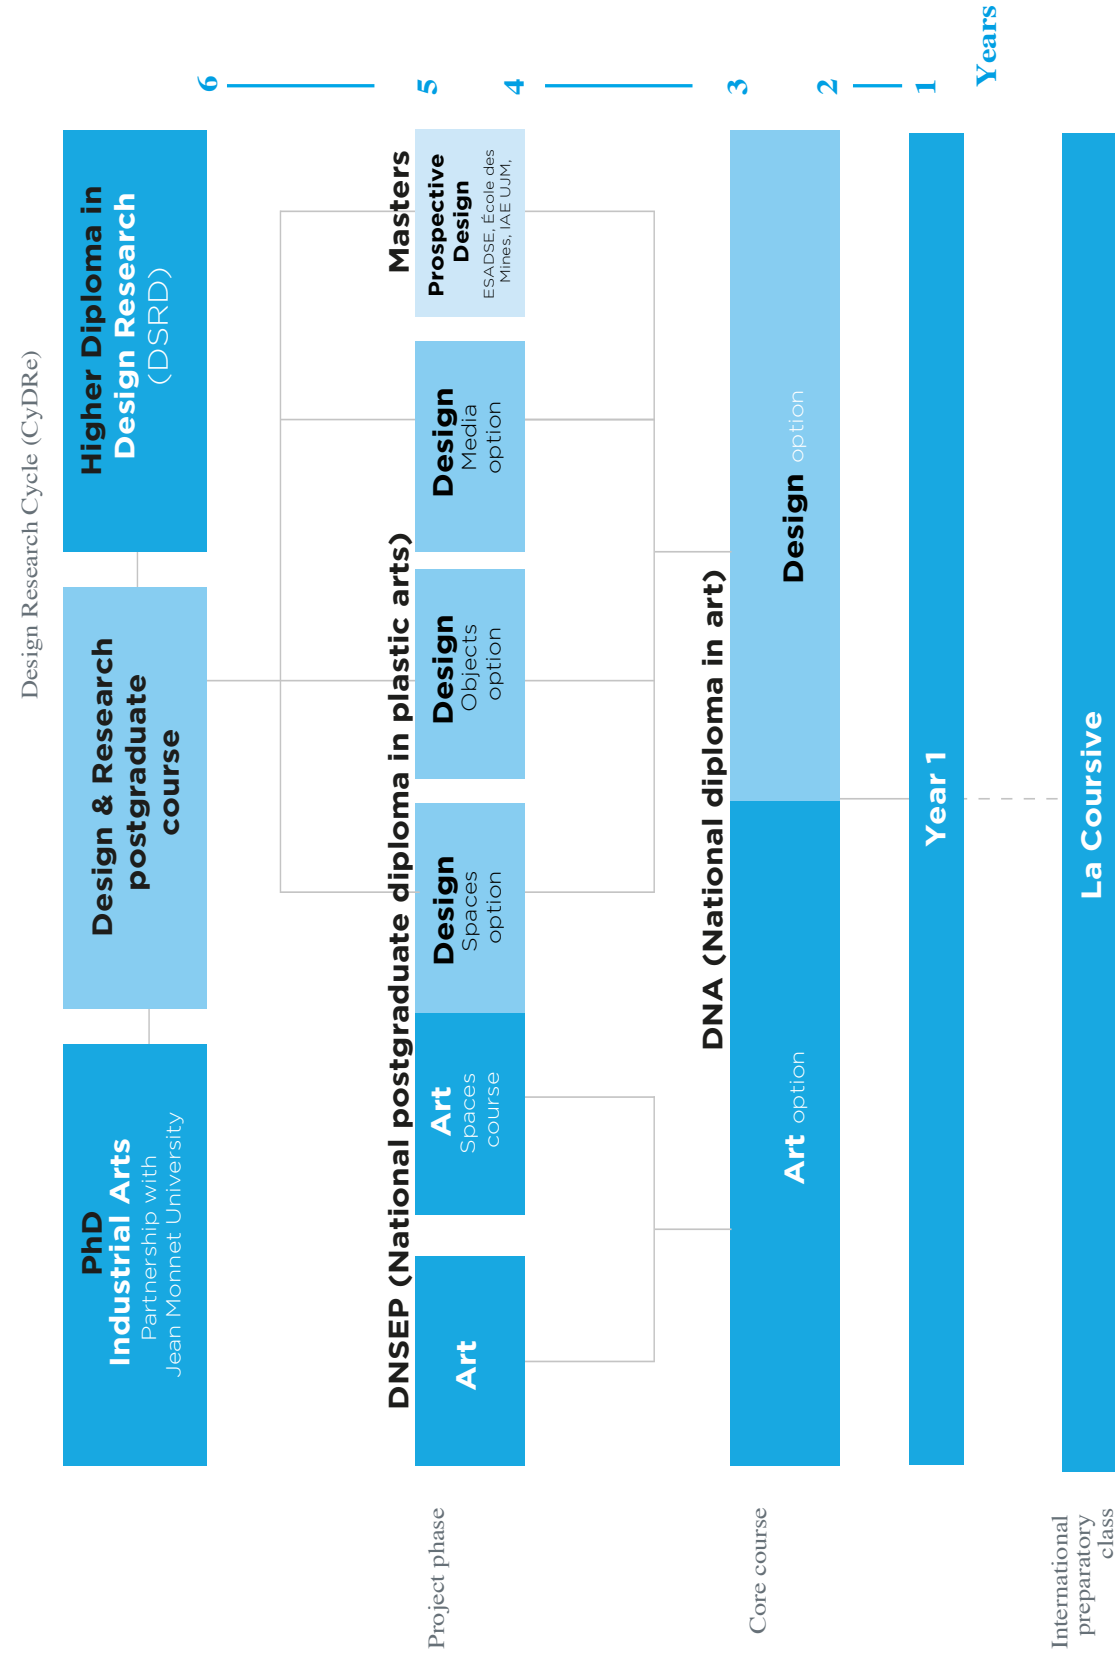 Design Research Cycle (CyDRe)
PhD
Industrial Arts
Partnership with
Jean Monnet University
Design & Research
postgraduate
course
Higher Diploma in
Design Research
(DSRD)
6
DNSEP (National postgraduate diploma in plastic arts)
Masters
Project phase
Art
Art
Spaces
course
Design
Spaces
option
Design
Objects
option
Design
Media
option
Prospective
Design
ESADSE, École des
Mines, IAE UJM,
5
4
DNA (National diploma in art)
Core course
Art option
Design option
3
2
Year 1
1
Years
International
preparatory
class
La Coursive